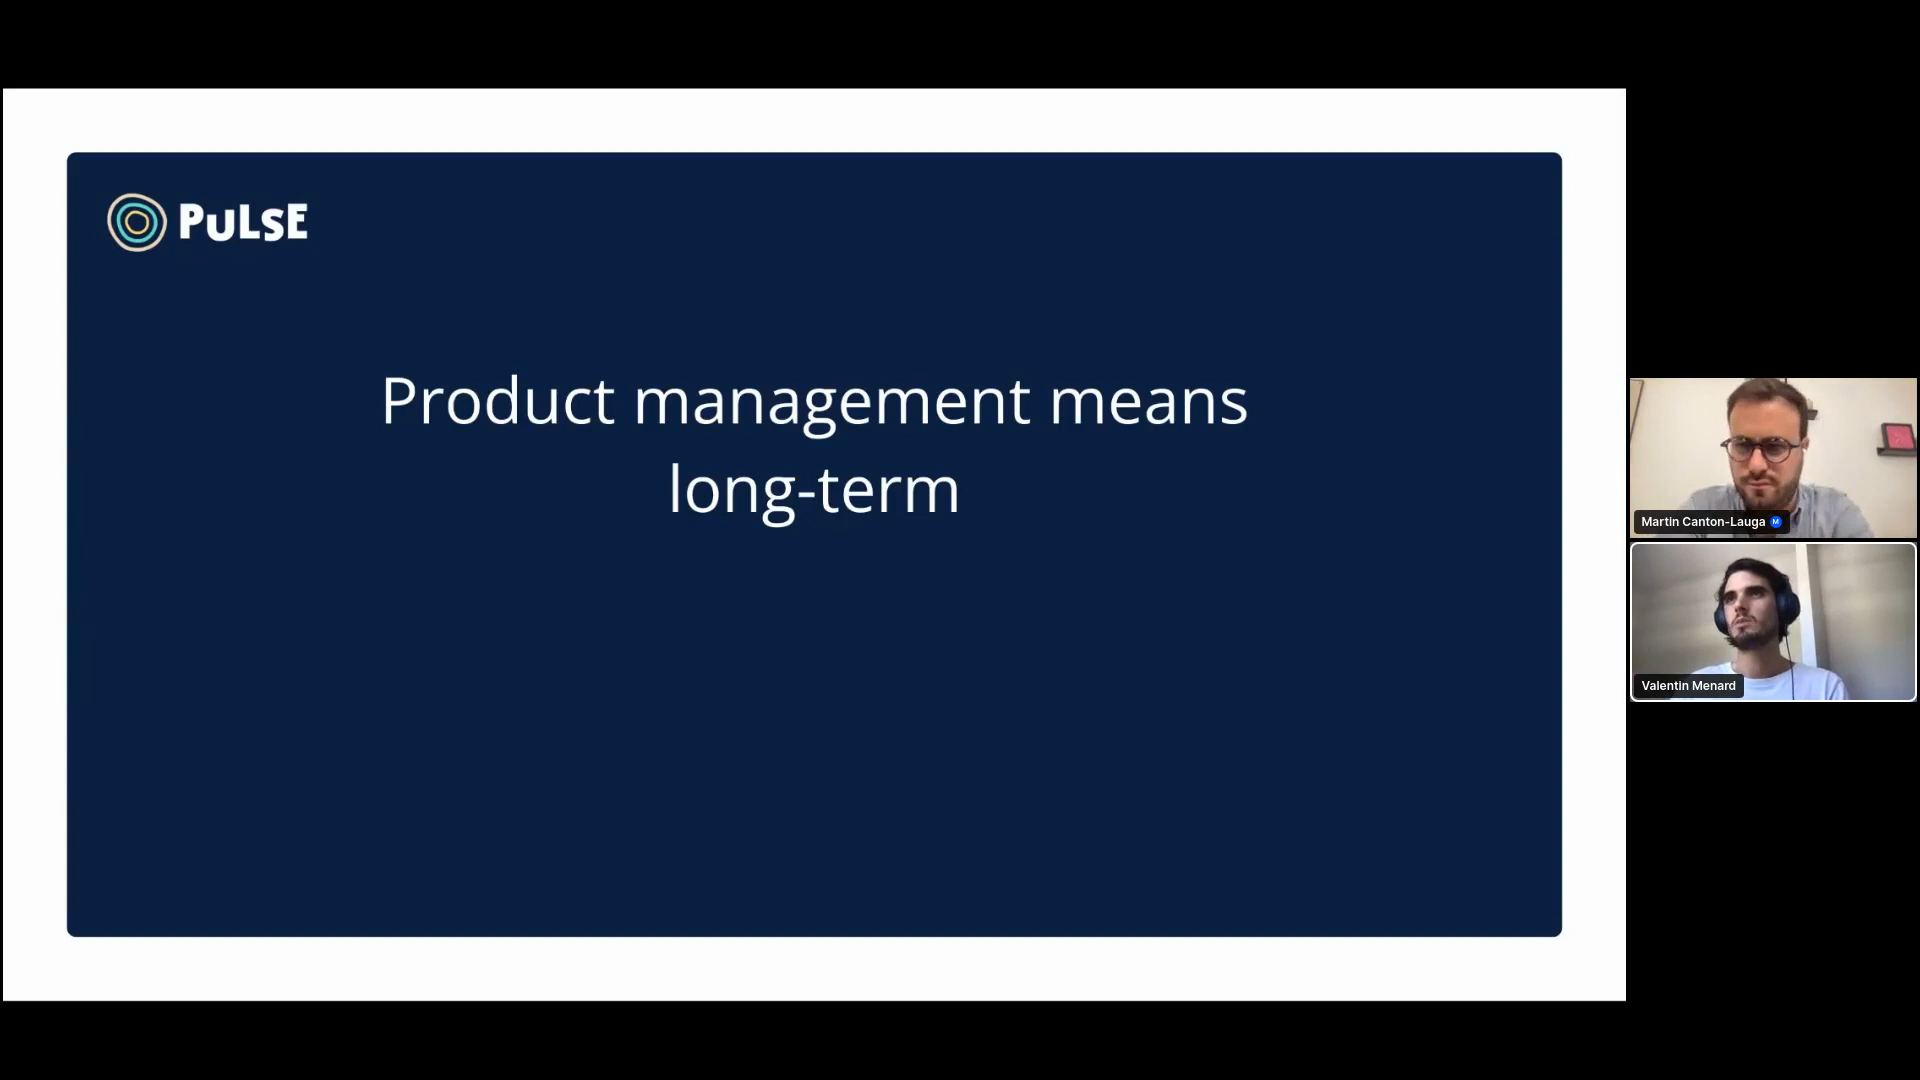 PULSE
Product management means
long-term
Martin Canton-Lauga M
Valentin Menard